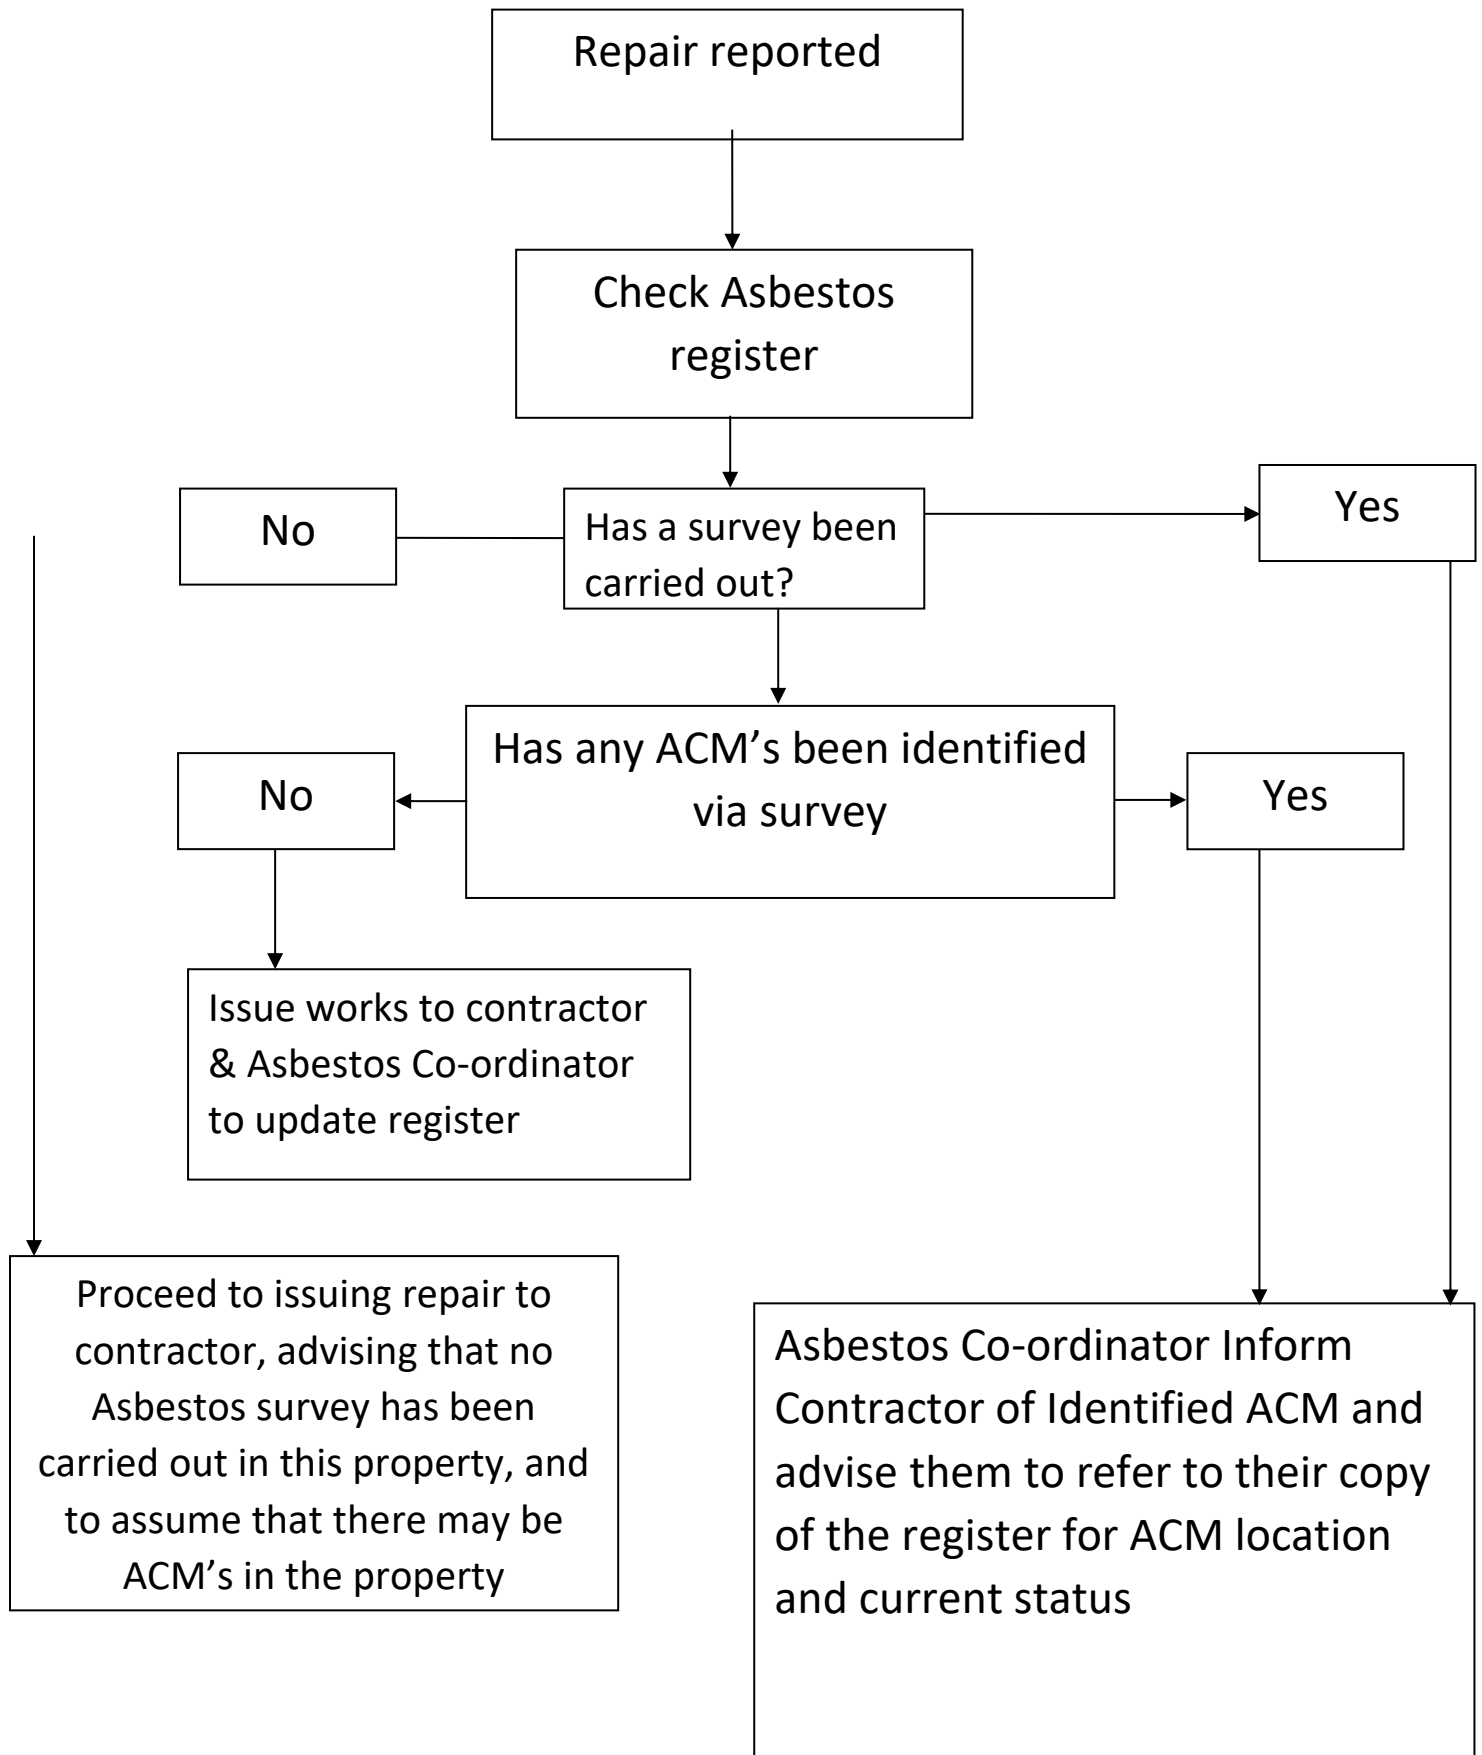 Repair reported
Check Asbestos
register
No
Has a survey been
carried out?
Yes
Has any ACM’s been identified
via survey
No
Yes
Issue works to contractor
& Asbestos Co-ordinator
to update register
Proceed to issuing repair to
contractor, advising that no
Asbestos survey has been
carried out in this property, and
to assume that there may be
ACM’s in the property
Asbestos Co-ordinator Inform
Contractor of Identified ACM and
advise them to refer to their copy
of the register for ACM location
and current status